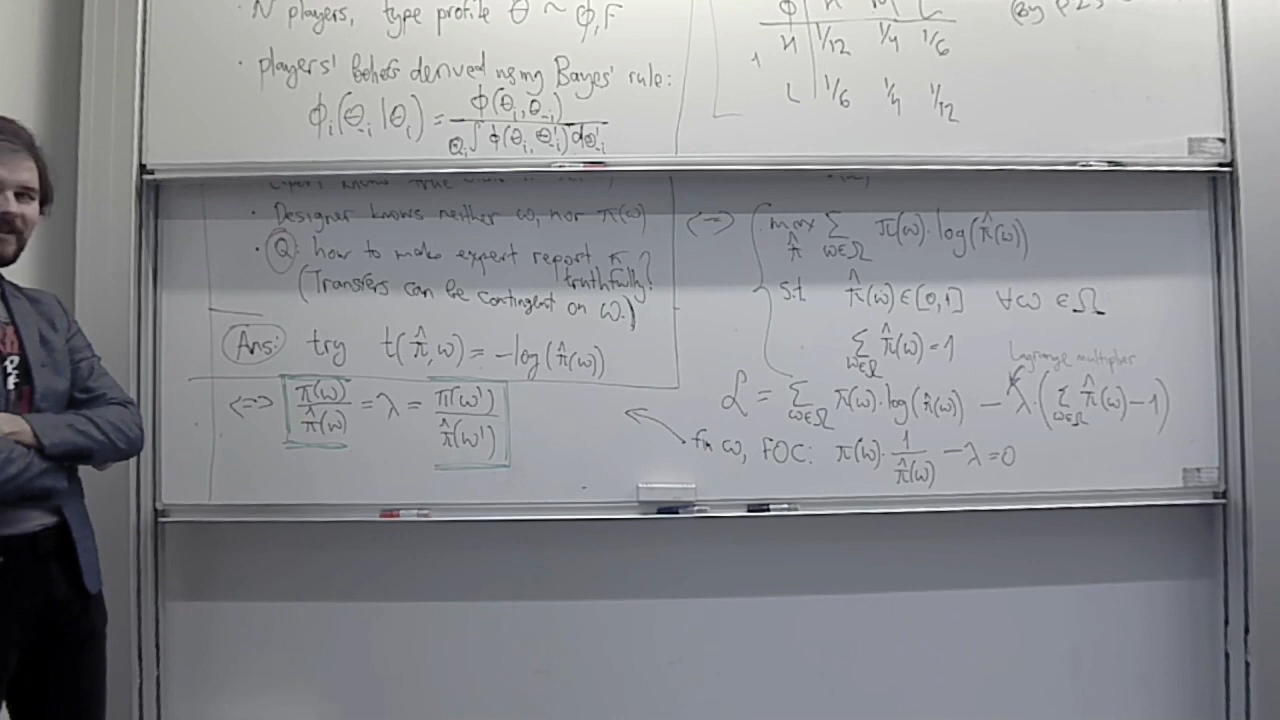 · N players, type profile θ ~ ϕ, F
· players' beliefs derived using Bayes' rule:
ϕ_i(θ_{-i} | θ_i) = ϕ(θ_i, θ_{-i}) / ∫_{Θ_{-i}} ϕ(θ_i, θ'_{-i}) dθ'_{-i}
ϕ | H M L
H | 1/12 1/4 1/6
1
L | 1/6 1/4 1/12
· Designer knows neither ω, nor π(ω)
· Q: how to make expert report π truthfully?
(Transfers can be contingent on ω.)
Ans: try t(π̂, ω) = -log(π̂(ω))
<=> π(ω)/π̂(ω) = λ = π(ω')/π̂(ω')
<=> { max_{π̂} Σ_{ω∈Ω} π(ω)·log(π̂(ω))
s.t. π̂(ω) ∈ [0,1] ∀ω ∈ Ω
Σ_{ω∈Ω} π̂(ω) = 1
Lagrange multiplier
ℒ = Σ_{ω∈Ω} π(ω)·log(π̂(ω)) - λ·(Σ_{ω∈Ω} π̂(ω) - 1)
fix ω, FOC: π(ω)· 1/π̂(ω) - λ = 0